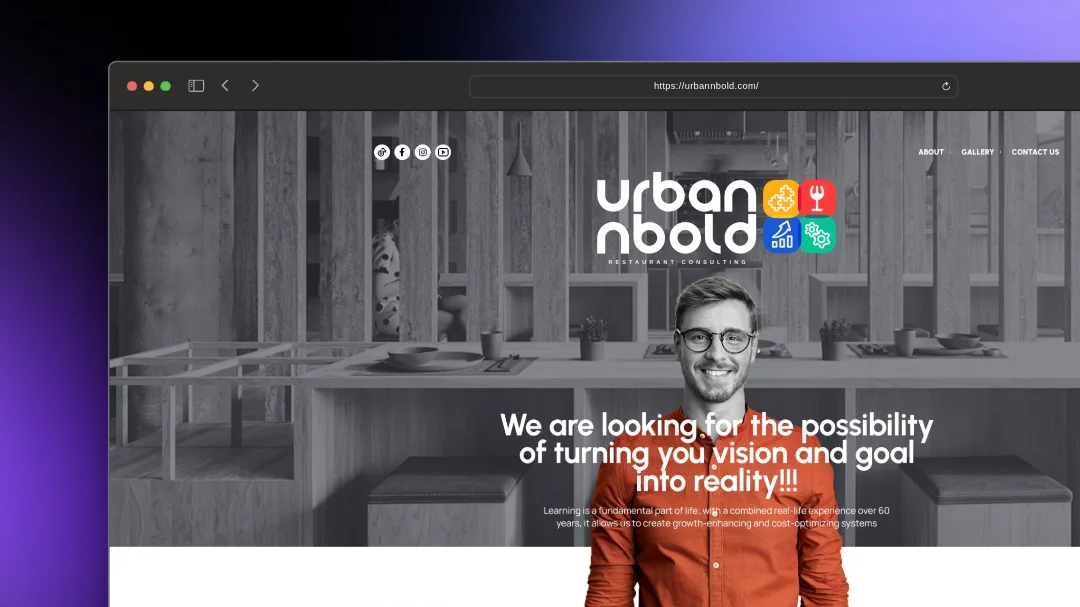 https://urbannbold.com/
ABOUT
GALLERY
CONTACT US
urban
nbold
RESTAURANT CONSULTING
We are looking for the possibility
of turning you vision and goal
into reality!!!
Learning is a fundamental part of life; with a combined real-life experience over 60
years, it allows us to create growth-enhancing and cost-optimizing systems